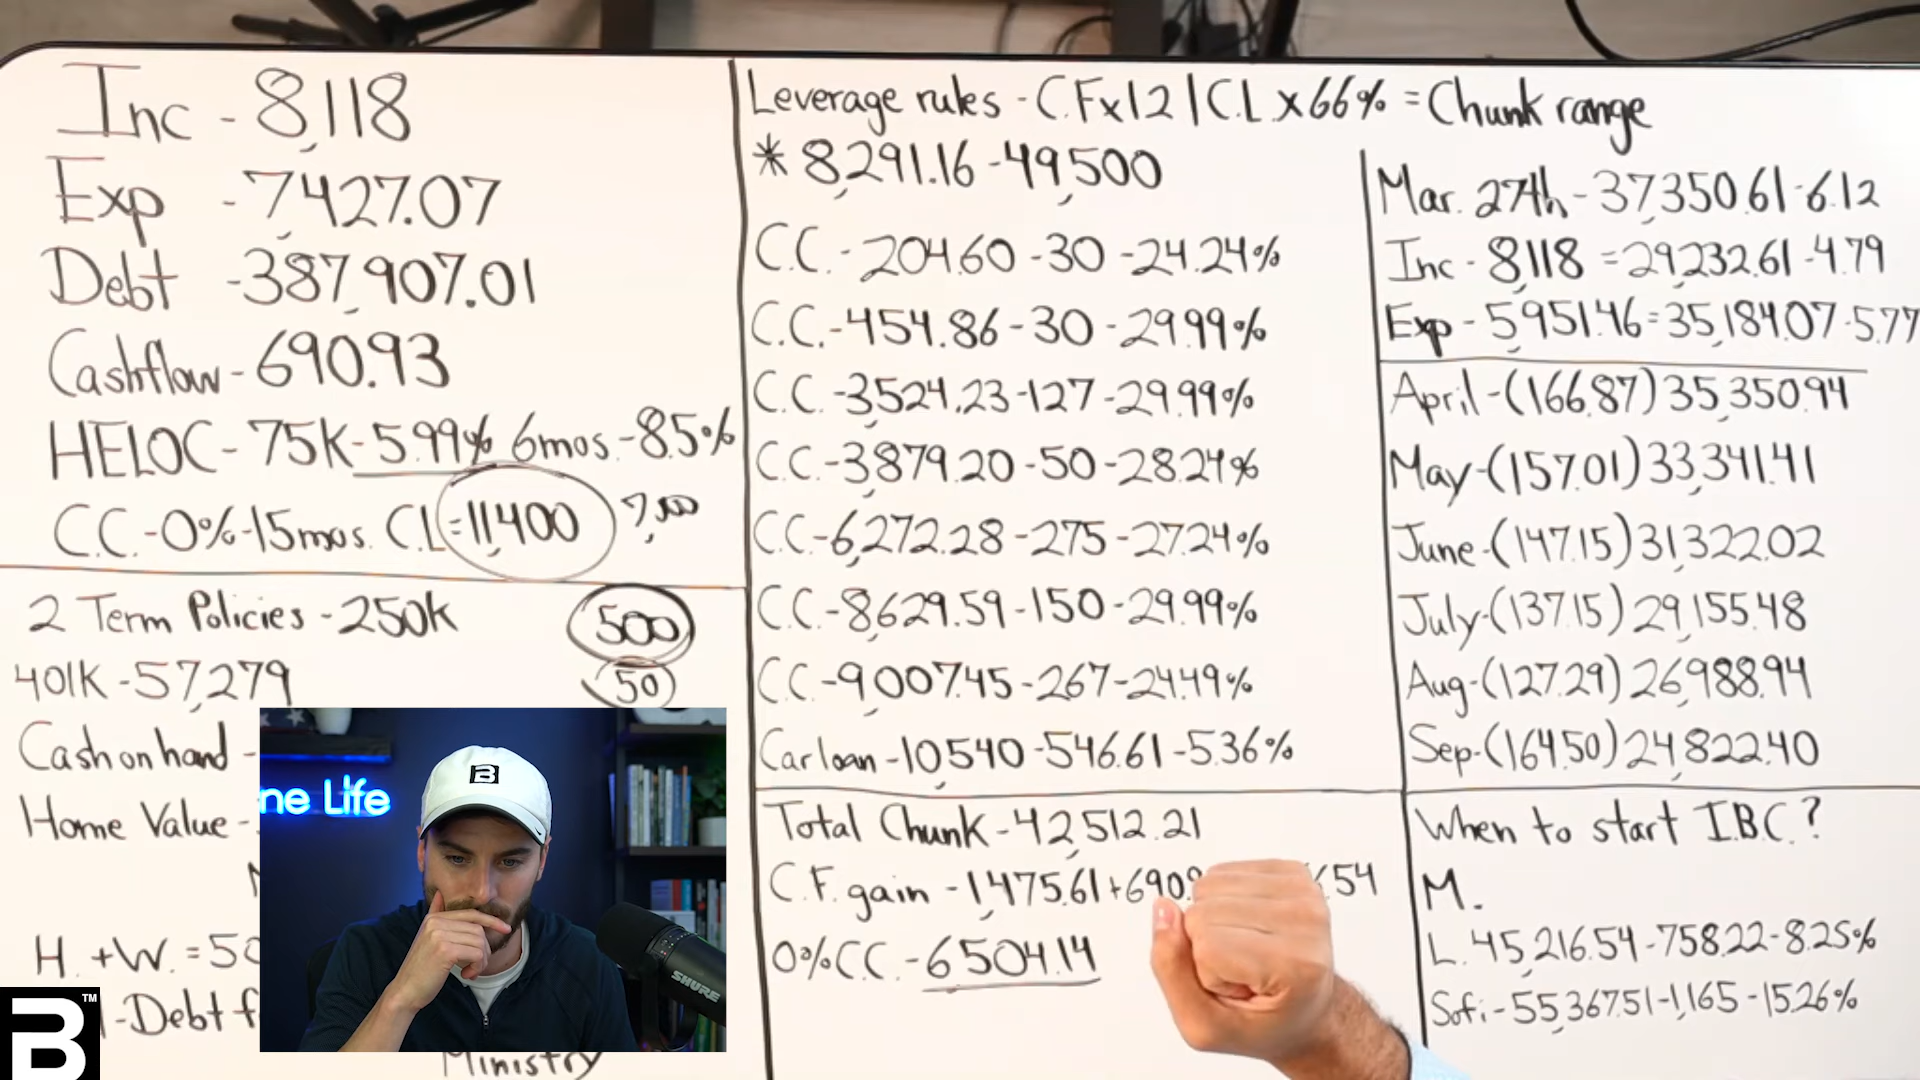 Inc - 8,118
Exp - 7,427.07
Debt - 387,907.01
Cashflow - 690.93
HELOC - 75K - 5.99% 6mos. - 8.5%
C.C. - 0% - 15mos. C.L = 11,400
2 Term Policies - 250K
500
401K - 57,279
50
Cash on hand -
Home Value -
H. + W. = 50
- Debt f
Ministry
Leverage rules - C.F x 12 | C.L x 66% = Chunk range
* 8,291.16 - 49,500
C.C. - 204.60 - 30 - 24.24%
C.C. - 454.86 - 30 - 29.99%
C.C. - 3,524.23 - 127 - 29.99%
C.C. - 3,879.20 - 50 - 28.24%
C.C. - 6,272.28 - 275 - 27.24%
C.C. - 8,629.59 - 150 - 29.99%
C.C. - 9,007.45 - 267 - 24.49%
Car loan - 10,540 - 546.61 - 5.36%
Total Chunk - 42,512.21
C.F. gain - 1,475.61 + 690. .54
0% C.C. - 6504.14
Mar. 27th - 37,350.61 - 6.12
Inc - 8,118 = 29,232.61 - 4.79
Exp - 5,951.46 = 35,184.07 - 5.77
April - (166.87) 35,350.94
May - (157.01) 33,341.41
June - (147.15) 31,322.02
July - (137.15) 29,155.48
Aug - (127.29) 26,988.94
Sep - (164.50) 24,822.40
When to start I.B.C.?
M.
L. 45,216.54 - 758.22 - 8.25%
Sofi - 55,367.51 - 1,165 - 15.26%
ne Life
SHURE
B
B™